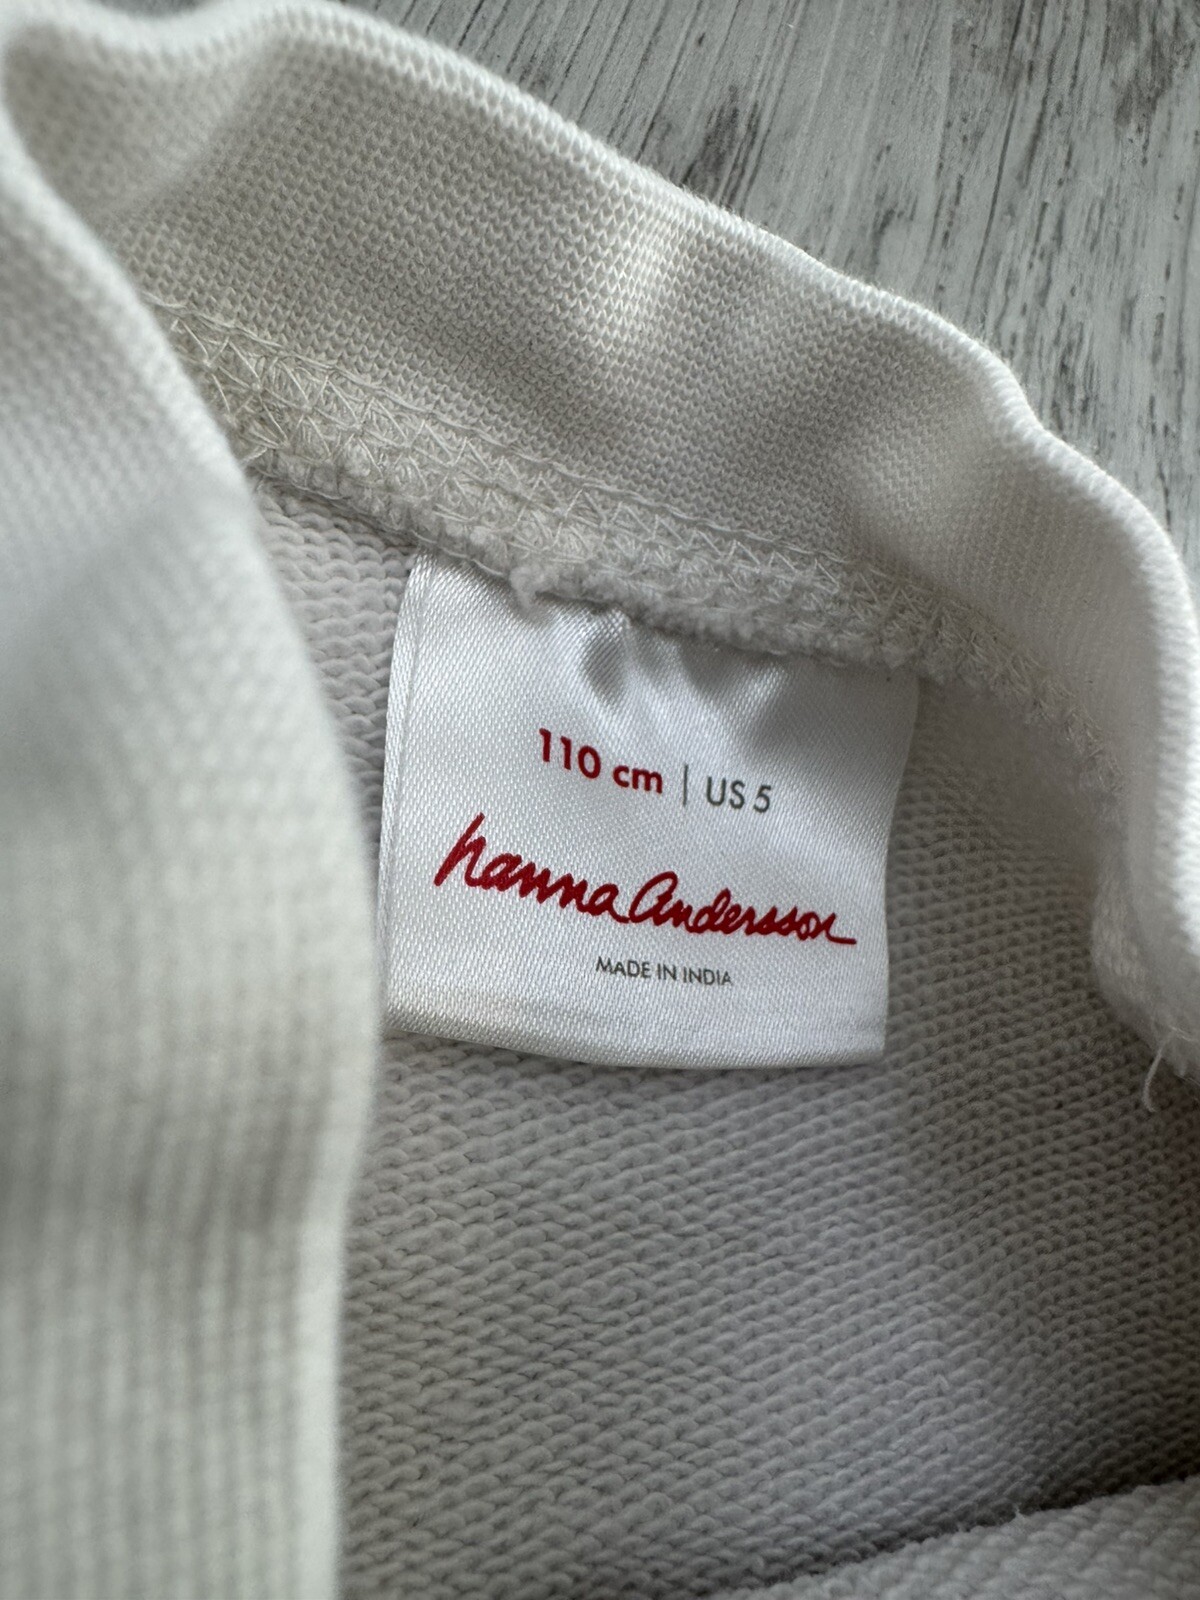 110 cm | US 5
hanna Andersson
MADE IN INDIA